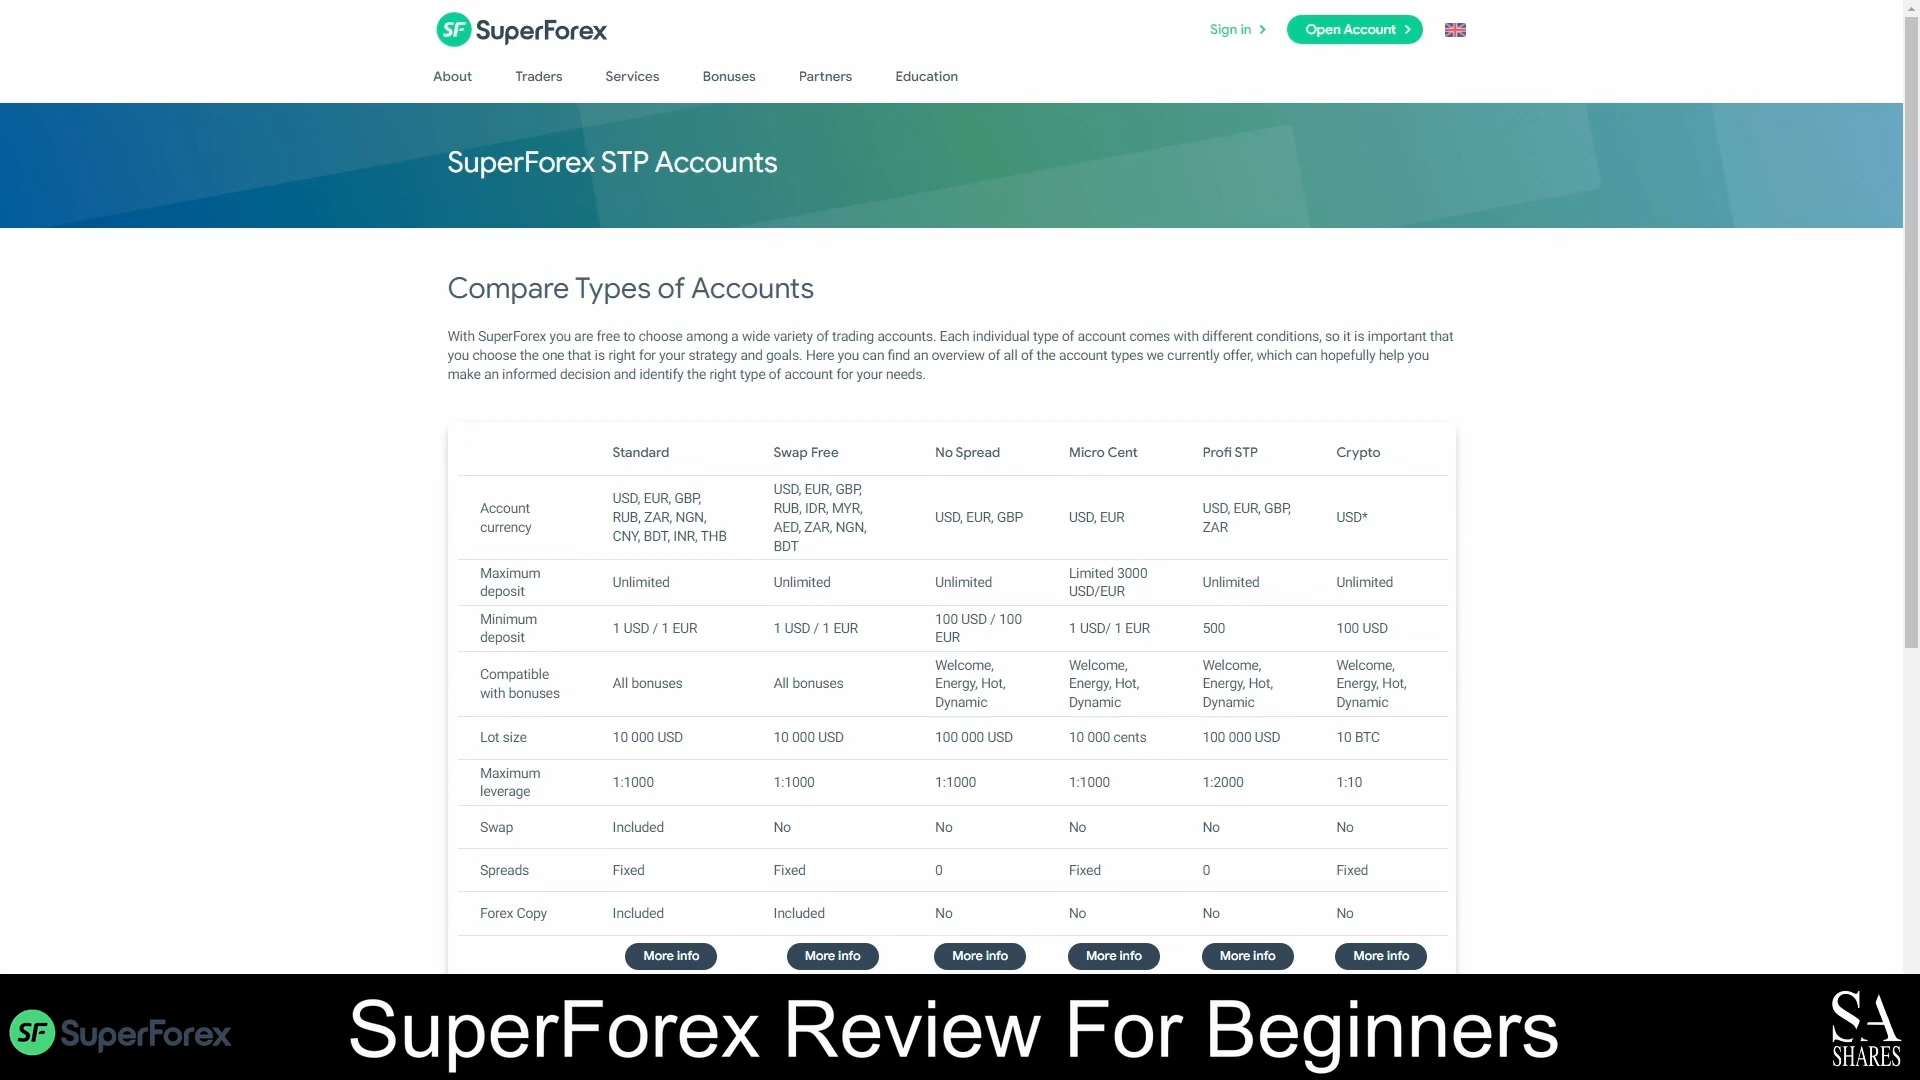 SF SuperForex
Sign in
Open Account
About Traders Services Bonuses Partners Education
SuperForex STP Accounts
Compare Types of Accounts
With SuperForex you are free to choose among a wide variety of trading accounts. Each individual type of account comes with different conditions, so it is important that
you choose the one that is right for your strategy and goals. Here you can find an overview of all of the account types we currently offer, which can hopefully help you
make an informed decision and identify the right type of account for your needs.
Standard Swap Free No Spread Micro Cent Profi STP Crypto
Account
currency
USD, EUR, GBP,
RUB, ZAR, NGN,
CNY, BDT, INR, THB
USD, EUR, GBP,
RUB, IDR, MYR,
AED, ZAR, NGN,
BDT
USD, EUR, GBP
USD, EUR
USD, EUR, GBP,
ZAR
USD*
Maximum
deposit
Unlimited
Unlimited
Unlimited
Limited 3000
USD/EUR
Unlimited
Unlimited
Minimum
deposit
1 USD / 1 EUR
1 USD / 1 EUR
100 USD / 100
EUR
1 USD/ 1 EUR
500
100 USD
Compatible
with bonuses
All bonuses
All bonuses
Welcome,
Energy, Hot,
Dynamic
Welcome,
Energy, Hot,
Dynamic
Welcome,
Energy, Hot,
Dynamic
Welcome,
Energy, Hot,
Dynamic
Lot size 10 000 USD 10 000 USD 100 000 USD 10 000 cents 100 000 USD 10 BTC
Maximum
leverage
1:1000 1:1000 1:1000 1:1000 1:2000 1:10
Swap Included No No No No No
Spreads Fixed Fixed 0 Fixed 0 Fixed
Forex Copy Included Included No No No No
More info More info More info More info More info More info
SF SuperForex
SuperForex Review For Beginners
SA
SHARES